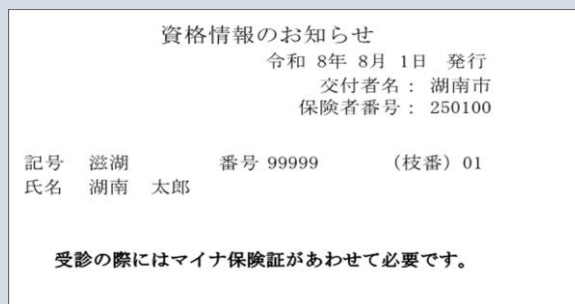 資格情報のお知らせ
令和 8年 8月 1日 発行
交付者名： 湖南市
保険者番号： 250100
記号 滋湖 番号 99999 （枝番）01
氏名 湖南 太郎
受診の際にはマイナ保険証があわせて必要です。